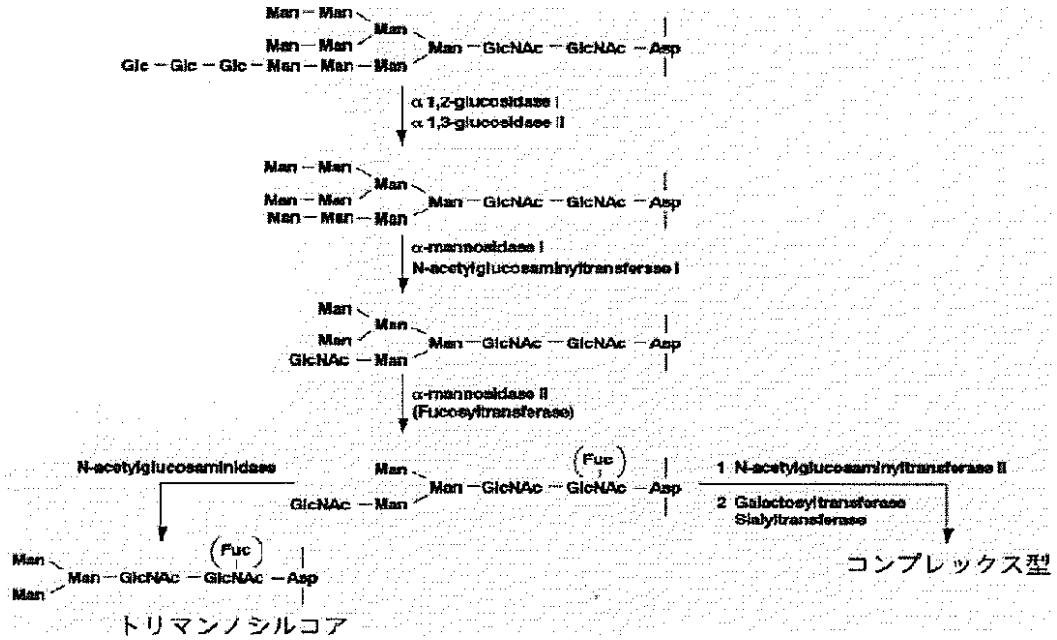 Man — Man
Man
Man — Man
Man — GlcNAc — GlcNAc — Asp
Glc — Glc — Glc — Man — Man — Man
α 1,2-glucosidase I
α 1,3-glucosidase II
Man — Man
Man
Man — Man
Man — GlcNAc — GlcNAc — Asp
Man — Man — Man
α-mannosidase I
N-acetylglucosaminyltransferase I
Man
Man
Man
Man — GlcNAc — GlcNAc — Asp
GlcNAc — Man
α-mannosidase II
(Fucosyltransferase)
N-acetylglucosaminidase
Man
(Fuc)
Man — GlcNAc — GlcNAc — Asp
GlcNAc — Man
1 N-acetylglucosaminyltransferase II
2 Galactosyltransferase
Sialyltransferase
コンプレックス型
Man
(Fuc)
Man — GlcNAc — GlcNAc — Asp
Man
トリマンノシルコア